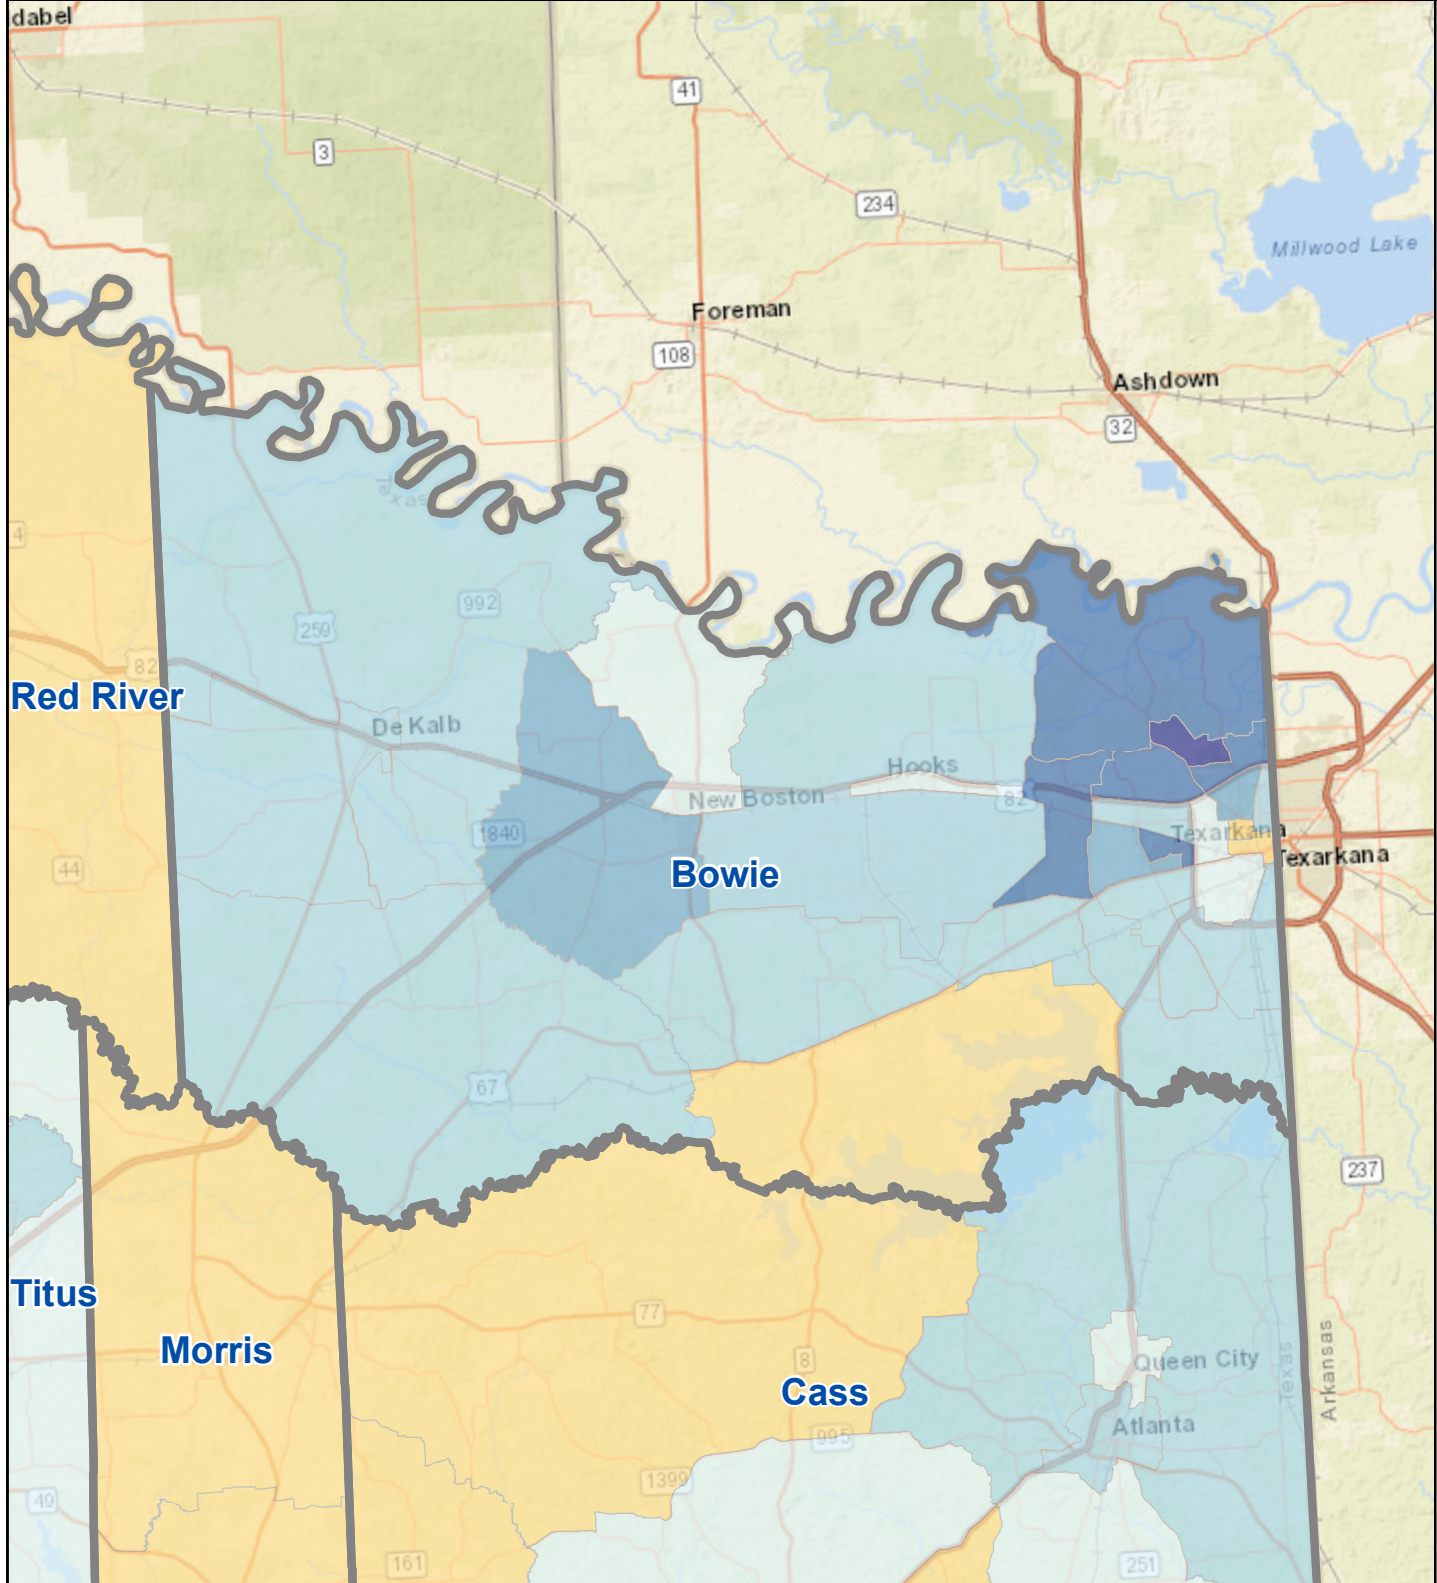 dabel
41
3
234
Millwood Lake
Foreman
108
Ashdown
32
Texas
4
992
259
82
Red River
De Kalb
Hooks
New Boston
82
1840
Texarkana
Texarkana
44
Bowie
67
237
Titus
77
Morris
8
Queen City
Cass
Texas
Arkansas
Atlanta
995
1399
49
161
251